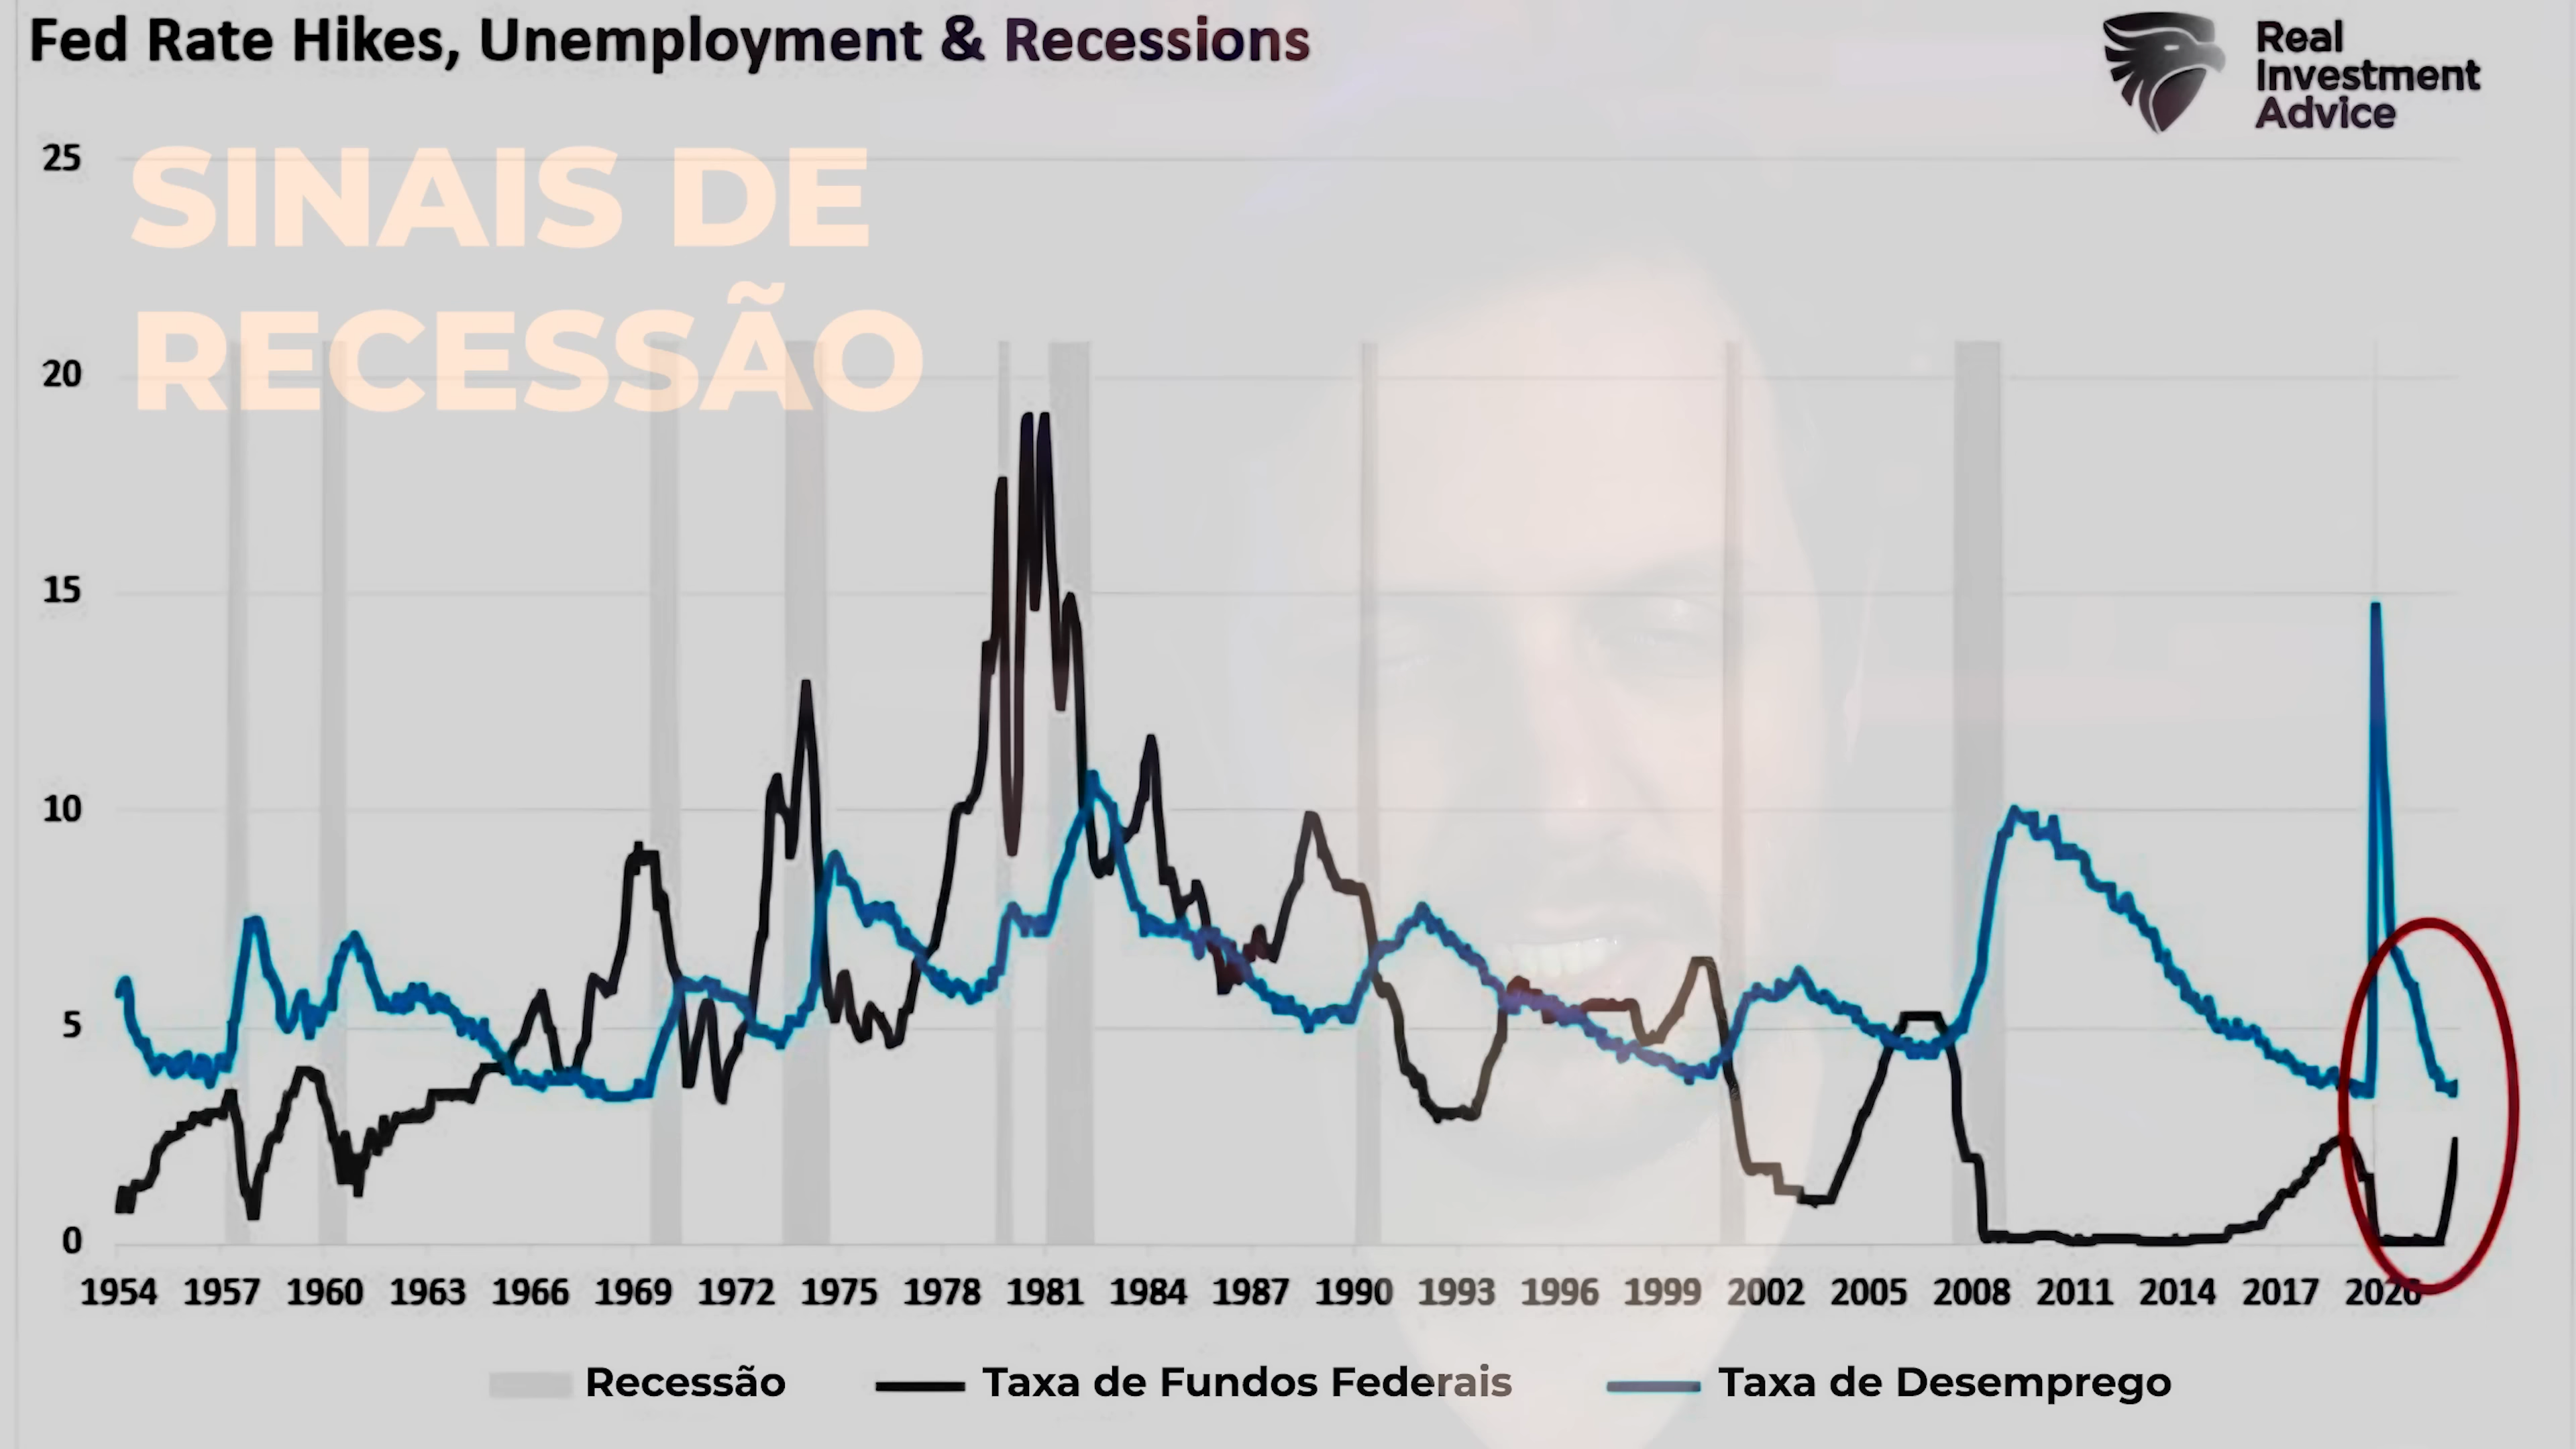 Fed Rate Hikes, Unemployment & Recessions
Real
Investment
Advice
SINAIS DE
RECESSÃO
25
20
15
10
5
0
1954 1957 1960 1963 1966 1969 1972 1975 1978 1981 1984 1987 1990 1993 1996 1999 2002 2005 2008 2011 2014 2017 2020
Recessão Taxa de Fundos Federais Taxa de Desemprego